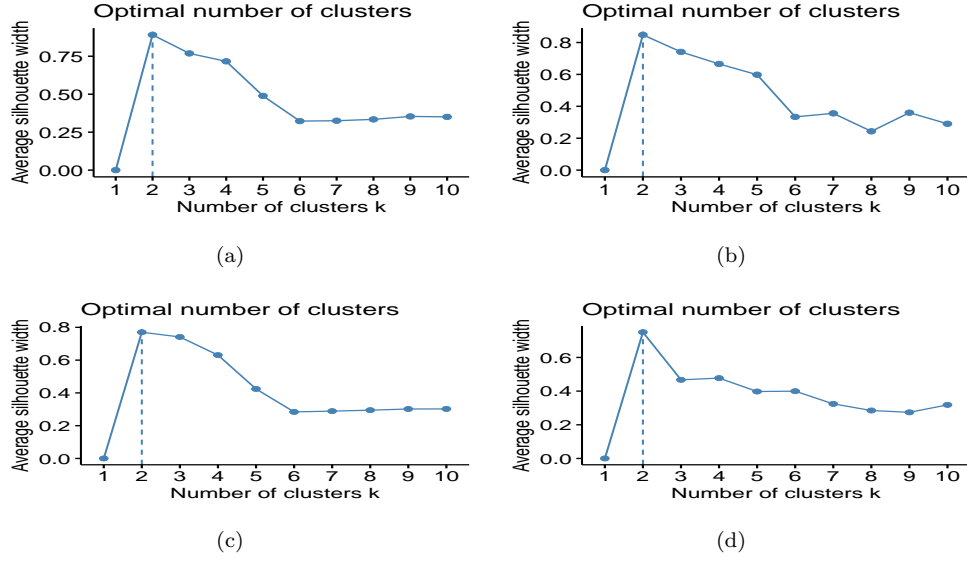 Optimal number of clusters
Average silhouette width
0.75
0.50
0.25
0.00
1 2 3 4 5 6 7 8 9 10
Number of clusters k
(a)
Optimal number of clusters
Average silhouette width
0.8
0.6
0.4
0.2
0.0
1 2 3 4 5 6 7 8 9 10
Number of clusters k
(b)
Optimal number of clusters
Average silhouette width
0.8
0.6
0.4
0.2
0.0
1 2 3 4 5 6 7 8 9 10
Number of clusters k
(c)
Optimal number of clusters
Average silhouette width
0.6
0.4
0.2
0.0
1 2 3 4 5 6 7 8 9 10
Number of clusters k
(d)